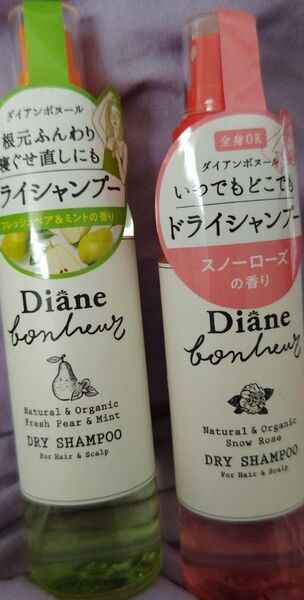 ダイアンボヌール
根元ふんわり
寝ぐせ直しにも
ライシャンプー
フレッシュペア&ミントの香り
Diane
bonheur
Natural & Organic
Fresh Pear & Mint
DRY SHAMPOO
For Hair & Scalp
全身OK
ダイアンボヌール
いつでもどこでも
ドライシャンプー
スノーローズ
の香り
Diane
bonheur
Natural & Organic
Snow Rose
DRY SHAMPOO
For Hair & Scalp